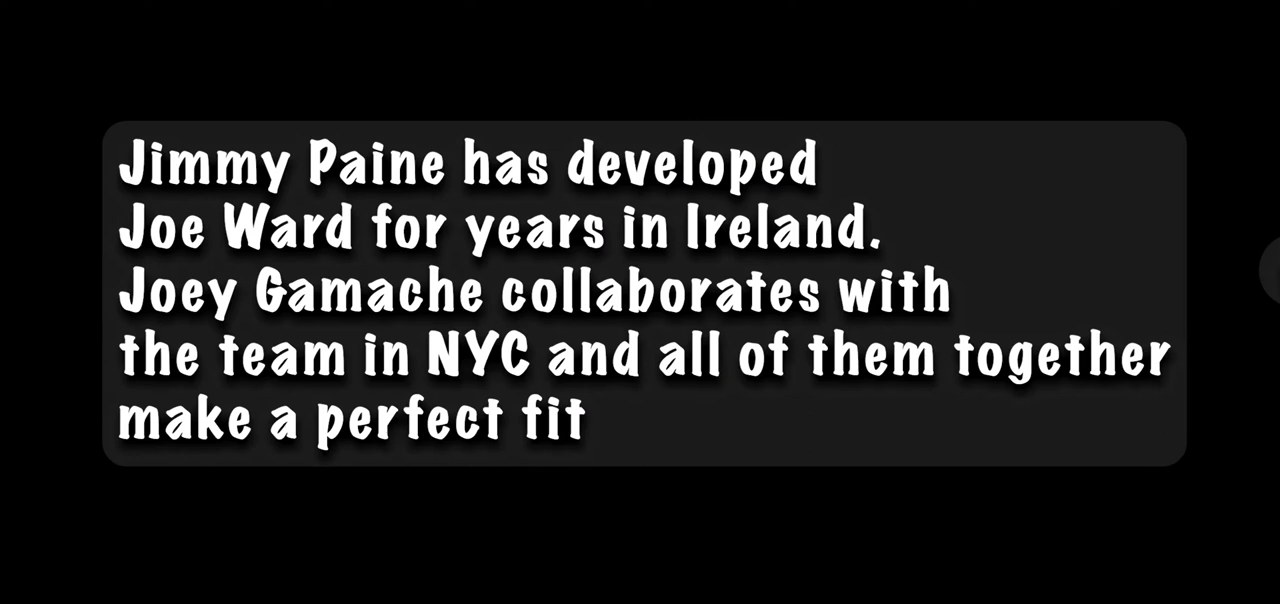 Jimmy Paine has developed
Joe Ward for years in Ireland.
Joey Gamache collaborates with
the team in NYC and all of them together
make a perfect fit